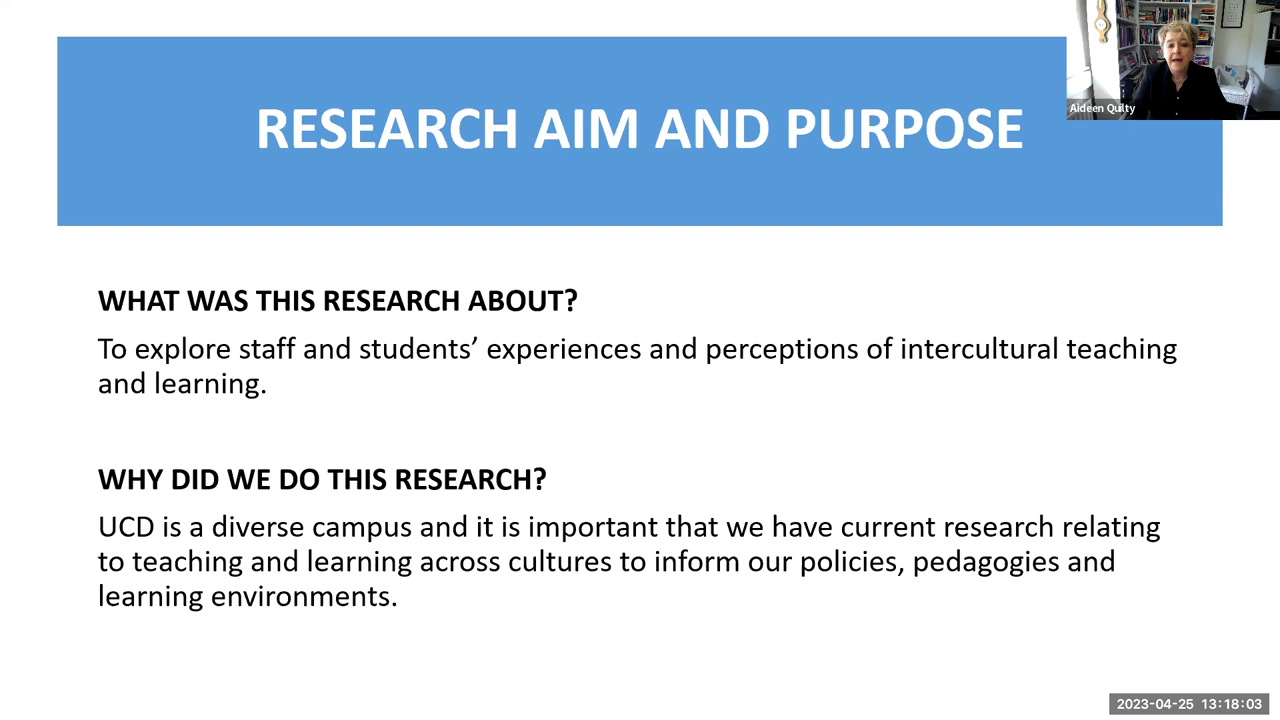 RESEARCH AIM AND PURPOSE
Aideen Quilty
WHAT WAS THIS RESEARCH ABOUT?
To explore staff and students’ experiences and perceptions of intercultural teaching
and learning.
WHY DID WE DO THIS RESEARCH?
UCD is a diverse campus and it is important that we have current research relating
to teaching and learning across cultures to inform our policies, pedagogies and
learning environments.
2023-04-25 13:18:03